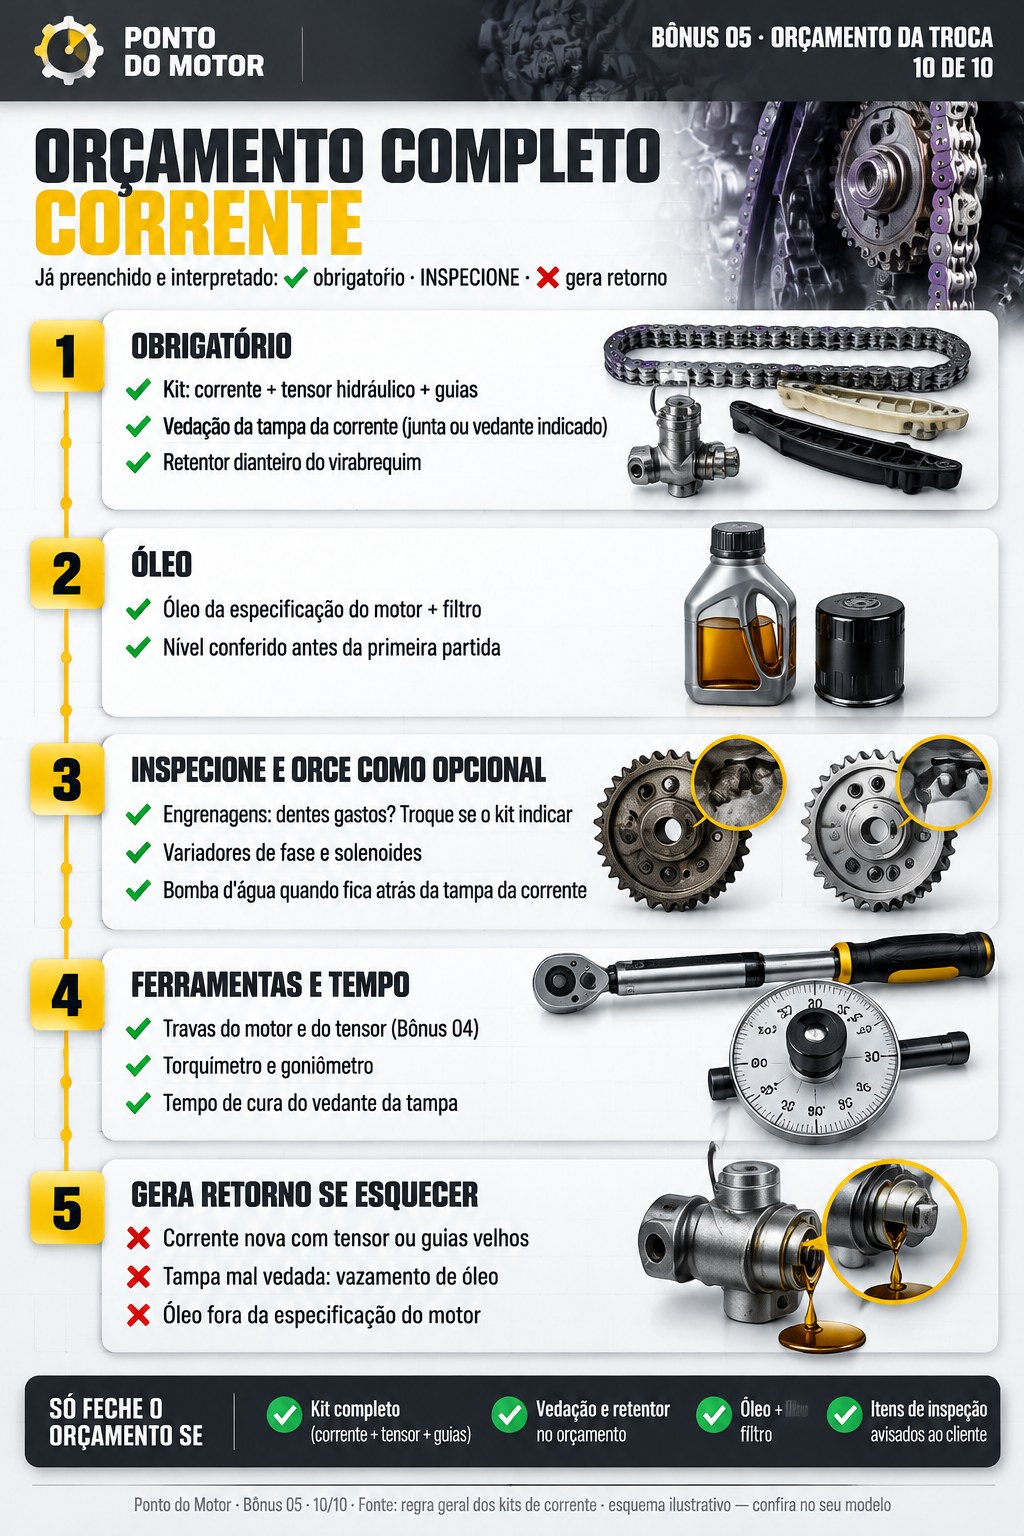 PONTO
DO MOTOR
BÔNUS 05 · ORÇAMENTO DA TROCA
10 DE 10
ORÇAMENTO COMPLETO
CORRENTE
Já preenchido e interpretado: ✔ obrigatório · INSPECIONE · ✖ gera retorno
1
OBRIGATÓRIO
✔ Kit: corrente + tensor hidráulico + guias
✔ Vedação da tampa da corrente (junta ou vedante indicado)
✔ Retentor dianteiro do virabrequim
2
ÓLEO
✔ Óleo da especificação do motor + filtro
✔ Nível conferido antes da primeira partida
3
INSPECIONE E ORCE COMO OPCIONAL
✔ Engrenagens: dentes gastos? Troque se o kit indicar
✔ Variadores de fase e solenoides
✔ Bomba d'água quando fica atrás da tampa da corrente
4
FERRAMENTAS E TEMPO
✔ Travas do motor e do tensor (Bônus 04)
✔ Torquímetro e goniômetro
✔ Tempo de cura do vedante da tampa
30
5
GERA RETORNO SE ESQUECER
✖ Corrente nova com tensor ou guias velhos
✖ Tampa mal vedada: vazamento de óleo
✖ Óleo fora da especificação do motor
SÓ FECHE O
ORÇAMENTO SE
✔ Kit completo
(corrente + tensor + guias)
✔ Vedação e retentor
no orçamento
✔ Óleo +
filtro
✔ Itens de inspeção
avisados ao cliente
Ponto do Motor · Bônus 05 · 10/10 · Fonte: regra geral dos kits de corrente · esquema ilustrativo — confira no seu modelo